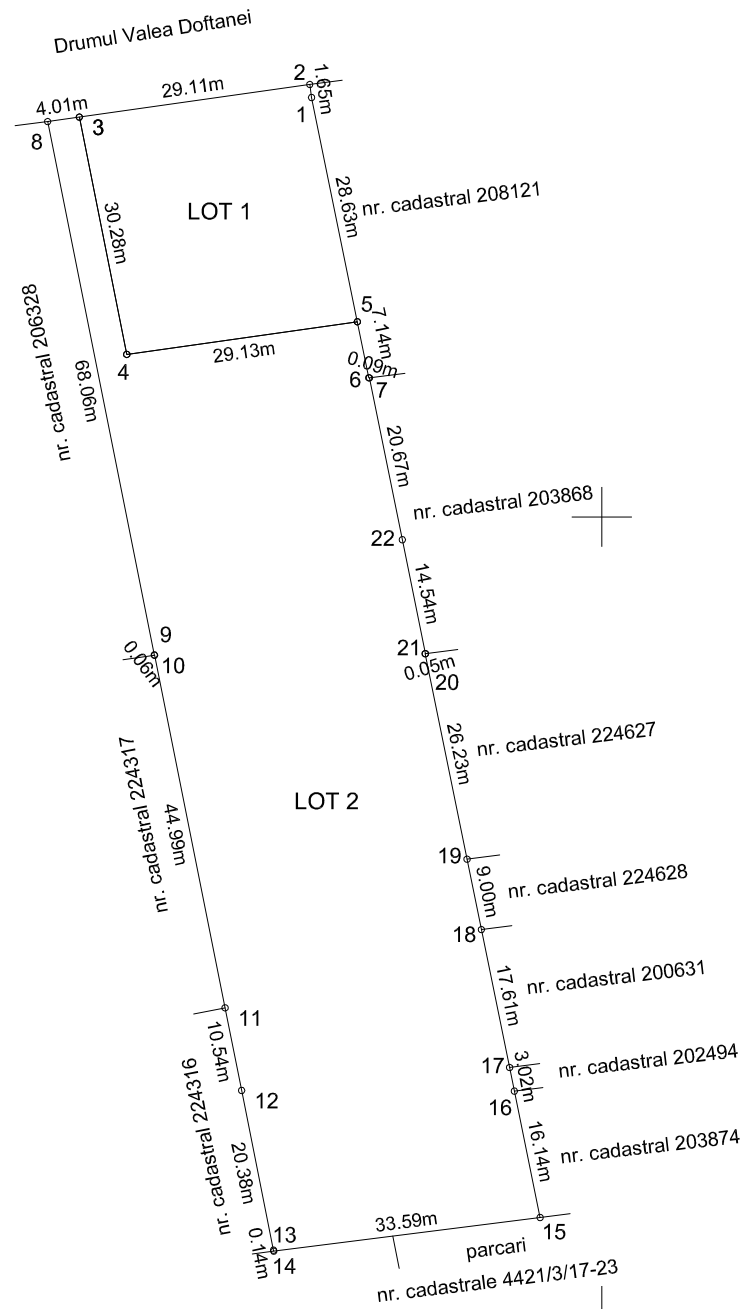 Drumul Valea Doftanei
2
1.65m
29.11m
4.01m
1
3
8
LOT 1
28.63m
nr. cadastral 208121
30.28m
5
7.14m
nr. cadastral 206328
68.09m
4
29.13m
0.09m
6
7
20.67m
nr. cadastral 203868
22
14.54m
9
0.06m
10
21
0.05m
20
26.23m
nr. cadastral 224627
nr. cadastral 224317
44.99m
LOT 2
19
9.00m
nr. cadastral 224628
18
17.61m
nr. cadastral 200631
11
10.54m
17
3.02m
nr. cadastral 202494
nr. cadastral 224316
12
16
16.14m
nr. cadastral 203874
20.38m
13
0.14m
14
33.59m
15
parcari
nr. cadastrale 4421/3/17-23